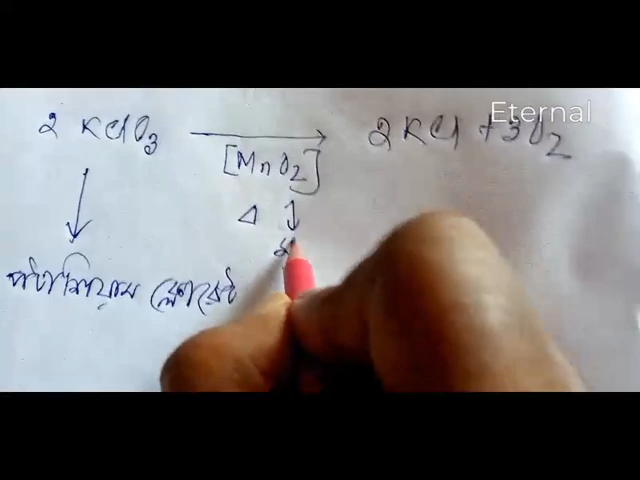 Eternal
2 KClO3 → 2KCl + 3O2
[MnO2]
Δ ↓
ম
পটাশিয়াম ক্লোরেট